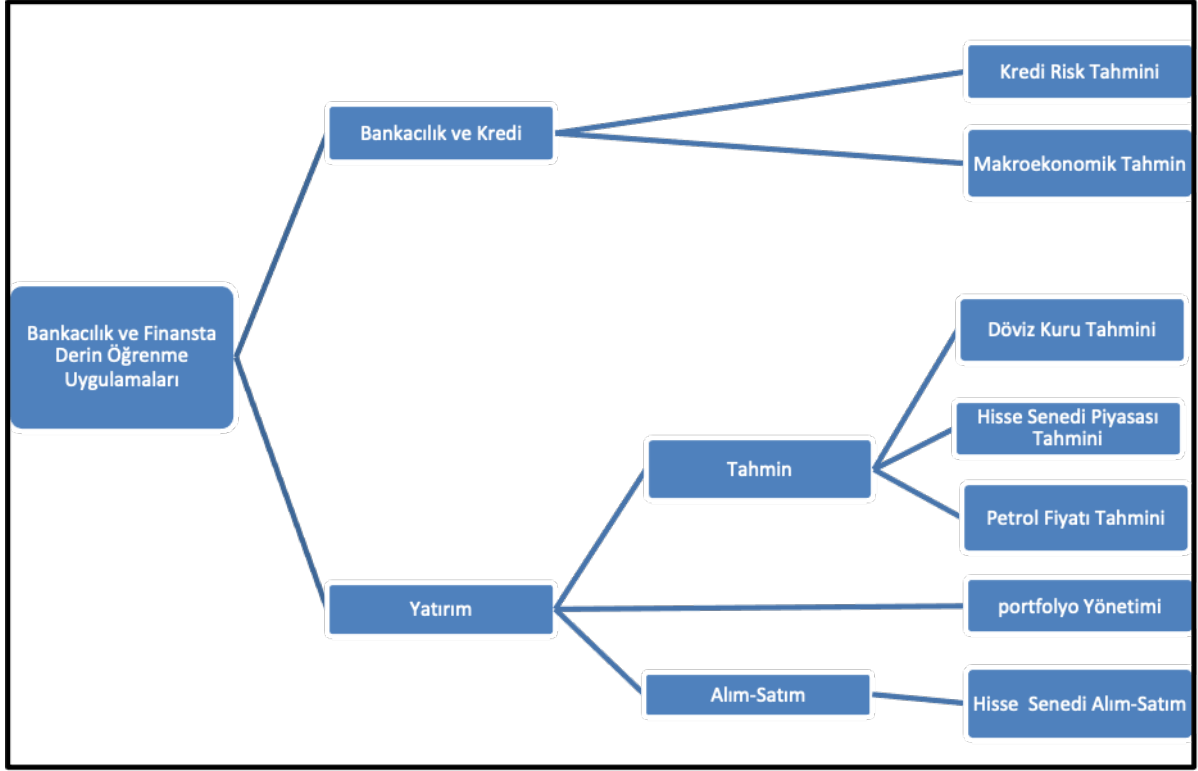 Kredi Risk Tahmini
Bankacılık ve Kredi
Makroekonomik Tahmin
Bankacılık ve Finansta
Derin Öğrenme
Uygulamaları
Döviz Kuru Tahmini
Hisse Senedi Piyasası
Tahmini
Tahmin
Petrol Fiyatı Tahmini
Yatırım
portfolyo Yönetimi
Alım-Satım
Hisse  Senedi Alım-Satım